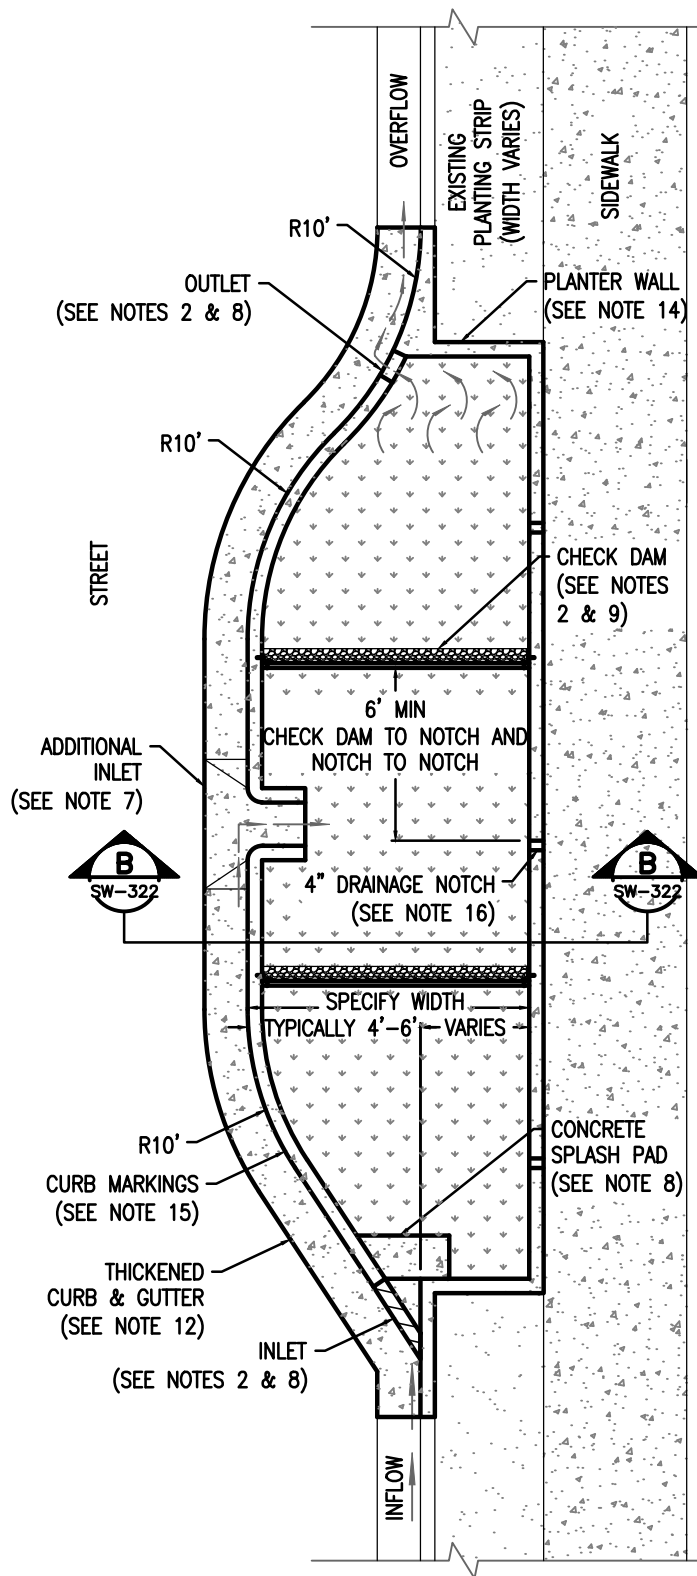 OVERFLOW
EXISTING
PLANTING STRIP
(WIDTH VARIES)
SIDEWALK
R10'
OUTLET
(SEE NOTES 2 & 8)
PLANTER WALL
(SEE NOTE 14)
R10'
STREET
CHECK DAM
(SEE NOTES
2 & 9)
6' MIN
CHECK DAM TO NOTCH AND
NOTCH TO NOTCH
ADDITIONAL
INLET
(SEE NOTE 7)
B
SW-322
B
SW-322
4" DRAINAGE NOTCH
(SEE NOTE 16)
SPECIFY WIDTH
TYPICALLY 4'-6'
VARIES
R10'
CURB MARKINGS
(SEE NOTE 15)
CONCRETE
SPLASH PAD
(SEE NOTE 8)
THICKENED
CURB & GUTTER
(SEE NOTE 12)
INLET
(SEE NOTES 2 & 8)
INFLOW